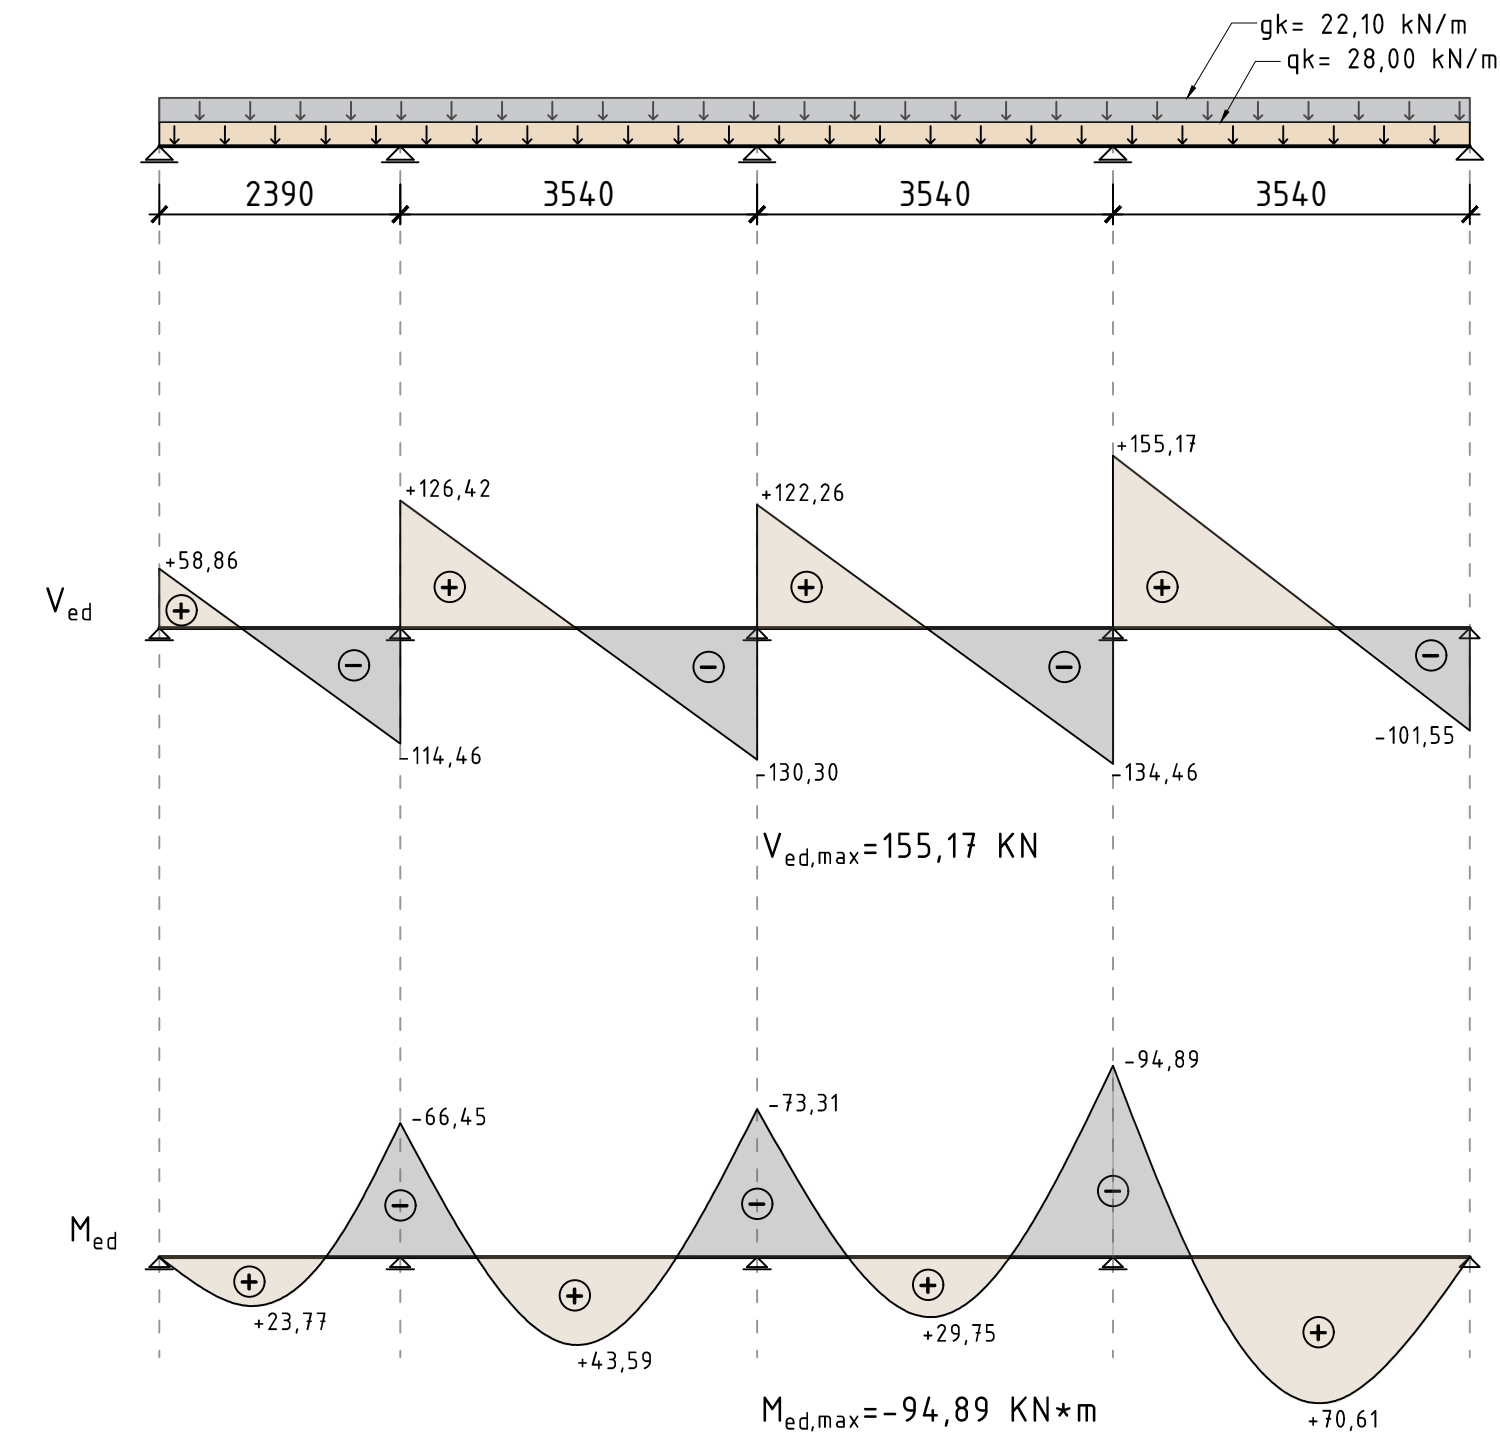 gk= 22,10 kN/m
qk= 28,00 kN/m
2390 3540 3540 3540
+155,17
+126,42 +122,26
+58,86
Ved
-114,46 -130,30 -134,46 -101,55
Ved,max=155,17 KN
-94,89
-66,45 -73,31
Med
+23,77 +43,59 +29,75 +70,61
Med,max=-94,89 KN*m